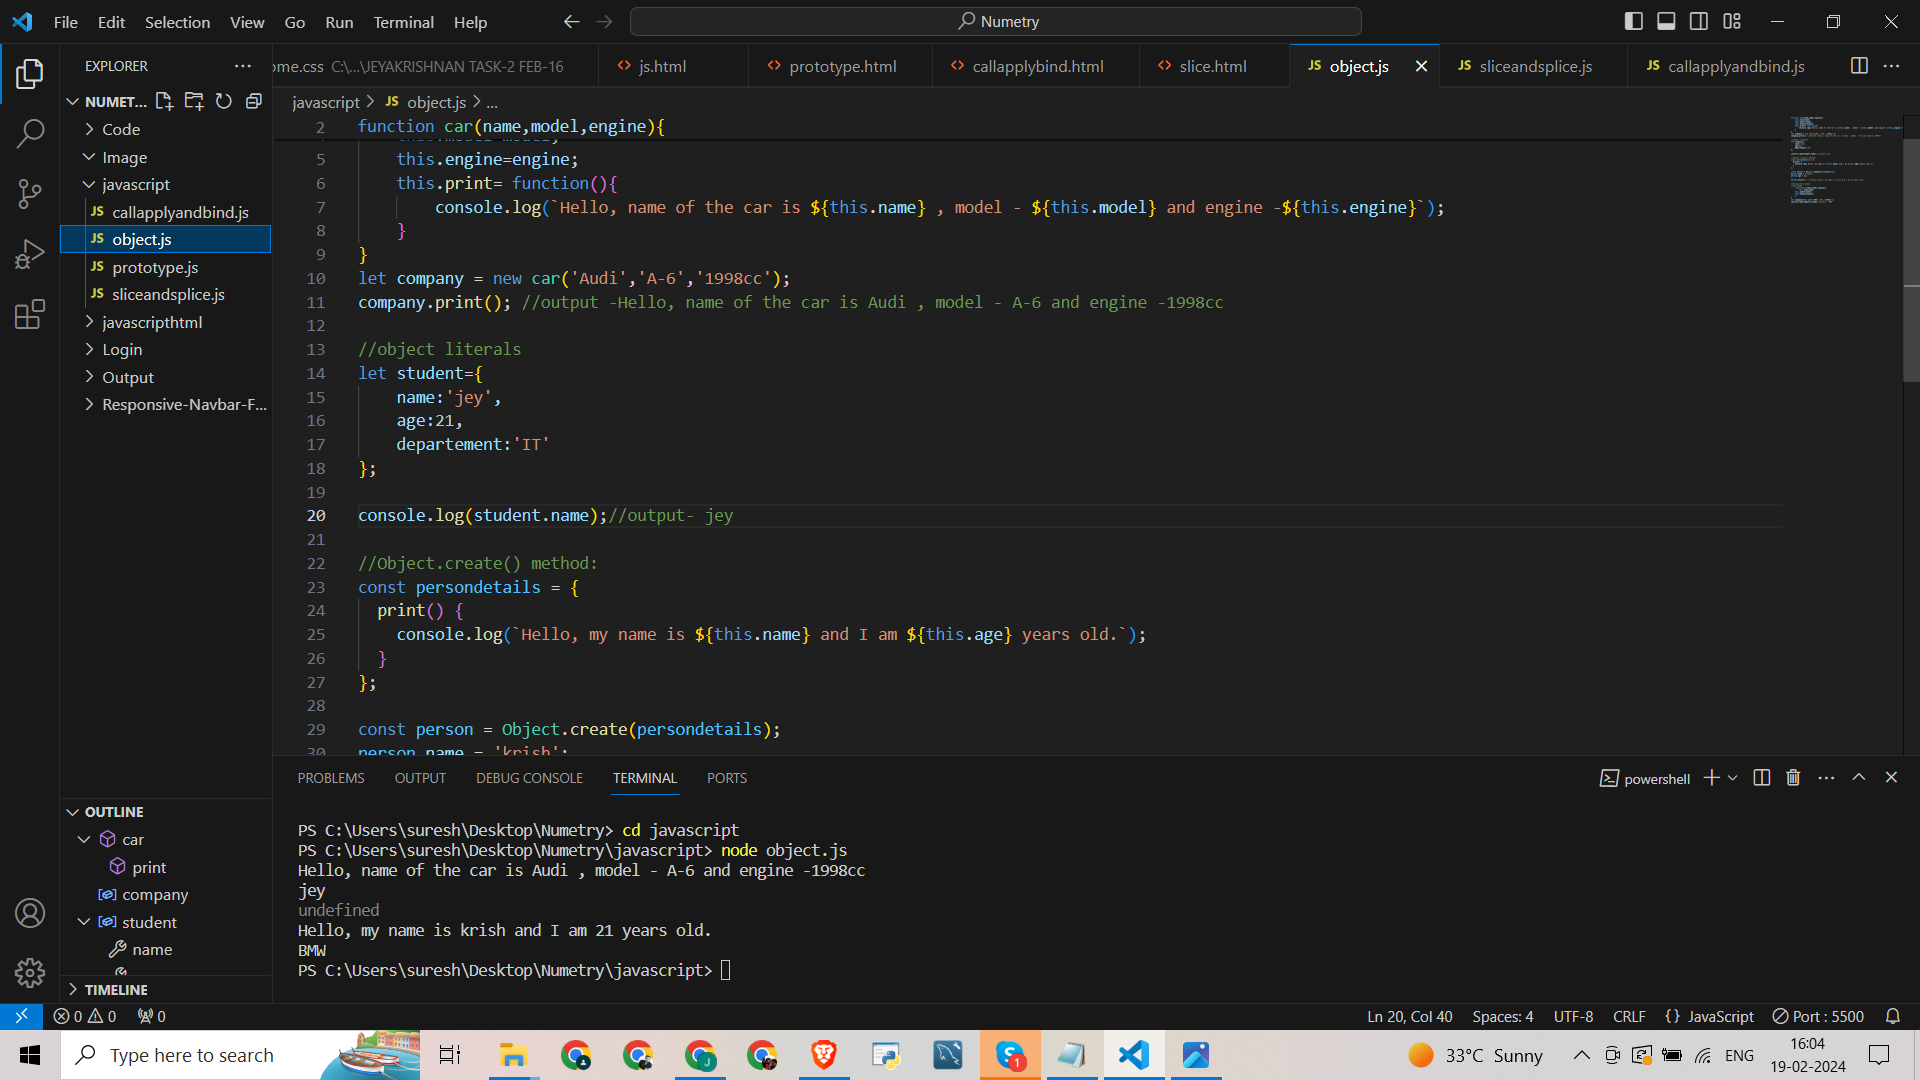 File Edit Selection View Go Run Terminal Help
Numetry
EXPLORER
NUMET...
Code
Image
javascript
JS callapplyandbind.js
JS object.js
JS prototype.js
JS sliceandsplice.js
javascripthtml
Login
Output
Responsive-Navbar-F...
OUTLINE
car
print
company
student
name
TIMELINE
ome.css C:\...\JEYAKRISHNAN TASK-2 FEB-16
js.html
prototype.html
callapplybind.html
slice.html
JS object.js
JS sliceandsplice.js
JS callapplyandbind.js
javascript > JS object.js > ...
2 function car(name,model,engine){
5 this.engine=engine;
6 this.print= function(){
7 console.log(`Hello, name of the car is ${this.name} , model - ${this.model} and engine -${this.engine}`);
8 }
9 }
10 let company = new car('Audi','A-6','1998cc');
11 company.print(); //output -Hello, name of the car is Audi , model - A-6 and engine -1998cc
12
13 //object literals
14 let student={
15 name:'jey',
16 age:21,
17 departement:'IT'
18 };
19
20 console.log(student.name);//output- jey
21
22 //Object.create() method:
23 const persondetails = {
24 print() {
25 console.log(`Hello, my name is ${this.name} and I am ${this.age} years old.`);
26 }
27 };
28
29 const person = Object.create(persondetails);
30 person.name = 'krish';
PROBLEMS OUTPUT DEBUG CONSOLE TERMINAL PORTS
powershell
PS C:\Users\suresh\Desktop\Numetry> cd javascript
PS C:\Users\suresh\Desktop\Numetry\javascript> node object.js
Hello, name of the car is Audi , model - A-6 and engine -1998cc
jey
undefined
Hello, my name is krish and I am 21 years old.
BMW
PS C:\Users\suresh\Desktop\Numetry\javascript>
0 0 0
Ln 20, Col 40 Spaces: 4 UTF-8 CRLF {} JavaScript Port : 5500
Type here to search
J
1
33°C Sunny
ENG
16:04
19-02-2024